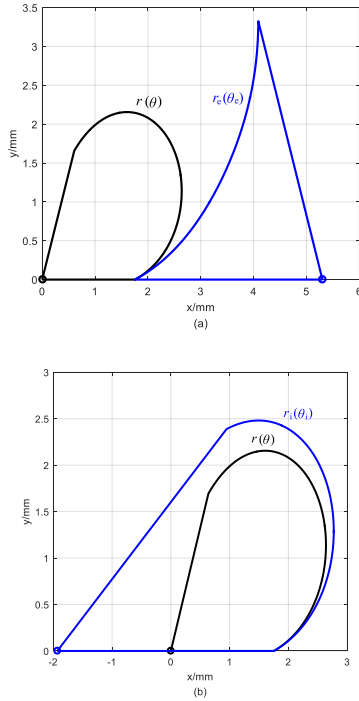 3.5
3
2.5
2
1.5
1
0.5
0
y/mm
r(θ)
r_e(θ_e)
0 1 2 3 4 5 6
x/mm
(a)
3
2.5
2
1.5
1
0.5
0
y/mm
r_i(θ_i)
r(θ)
-2 -1 0 1 2 3
x/mm
(b)